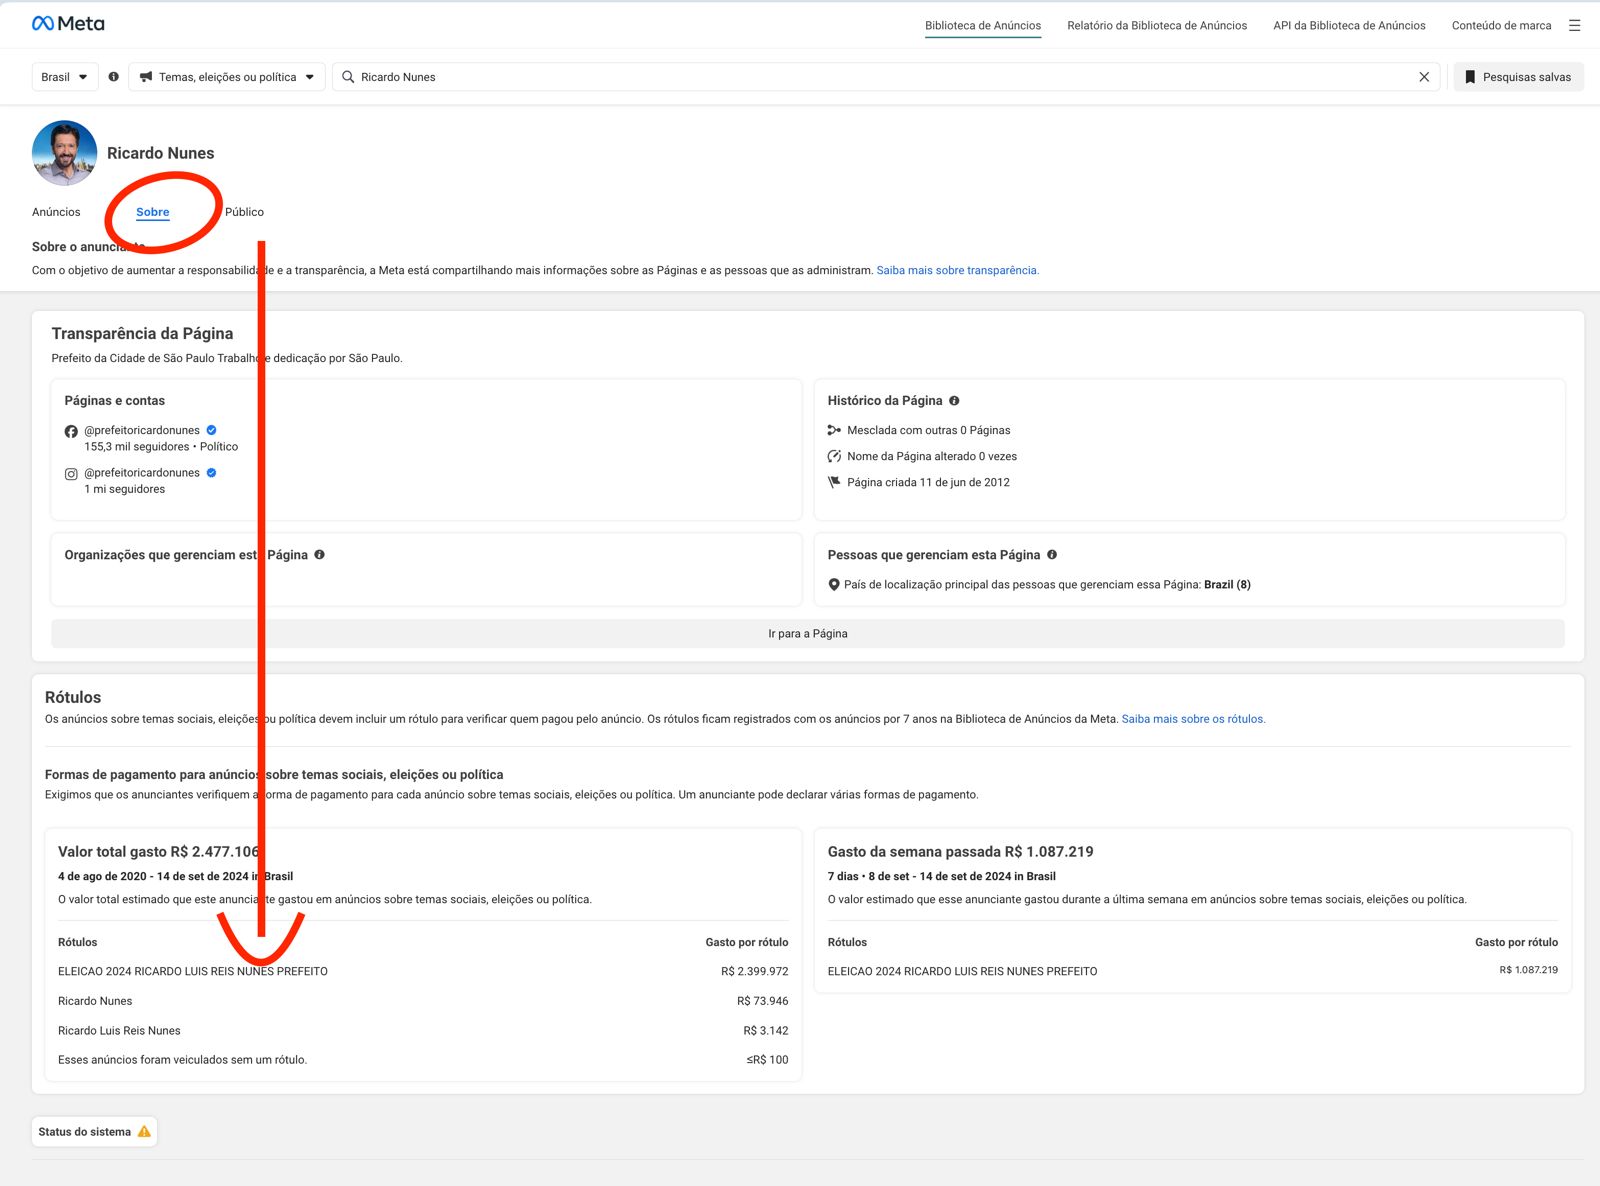 Meta
Biblioteca de Anúncios
Relatório da Biblioteca de Anúncios
API da Biblioteca de Anúncios
Conteúdo de marca
Brasil
Temas, eleições ou política
Ricardo Nunes
Pesquisas salvas
Ricardo Nunes
Anúncios
Sobre
Público
Sobre o anunciante
Com o objetivo de aumentar a responsabilidade e a transparência, a Meta está compartilhando mais informações sobre as Páginas e as pessoas que as administram. Saiba mais sobre transparência.
Transparência da Página
Prefeito da Cidade de São Paulo Trabalho e dedicação por São Paulo.
Páginas e contas
@prefeitoricardonunes
155,3 mil seguidores • Político
@prefeitoricardonunes
1 mi seguidores
Histórico da Página
Mesclada com outras 0 Páginas
Nome da Página alterado 0 vezes
Página criada 11 de jun de 2012
Organizações que gerenciam esta Página
Pessoas que gerenciam esta Página
País de localização principal das pessoas que gerenciam essa Página: Brazil (8)
Ir para a Página
Rótulos
Os anúncios sobre temas sociais, eleições ou política devem incluir um rótulo para verificar quem pagou pelo anúncio. Os rótulos ficam registrados com os anúncios por 7 anos na Biblioteca de Anúncios da Meta. Saiba mais sobre os rótulos.
Formas de pagamento para anúncios sobre temas sociais, eleições ou política
Exigimos que os anunciantes verifiquem a forma de pagamento para cada anúncio sobre temas sociais, eleições ou política. Um anunciante pode declarar várias formas de pagamento.
Valor total gasto R$ 2.477.106
4 de ago de 2020 - 14 de set de 2024 in Brasil
O valor total estimado que este anunciante gastou em anúncios sobre temas sociais, eleições ou política.
Rótulos Gasto por rótulo
ELEICAO 2024 RICARDO LUIS REIS NUNES PREFEITO R$ 2.399.972
Ricardo Nunes R$ 73.946
Ricardo Luis Reis Nunes R$ 3.142
Esses anúncios foram veiculados sem um rótulo. ≤R$ 100
Gasto da semana passada R$ 1.087.219
7 dias • 8 de set - 14 de set de 2024 in Brasil
O valor estimado que esse anunciante gastou durante a última semana em anúncios sobre temas sociais, eleições ou política.
Rótulos Gasto por rótulo
ELEICAO 2024 RICARDO LUIS REIS NUNES PREFEITO R$ 1.087.219
Status do sistema